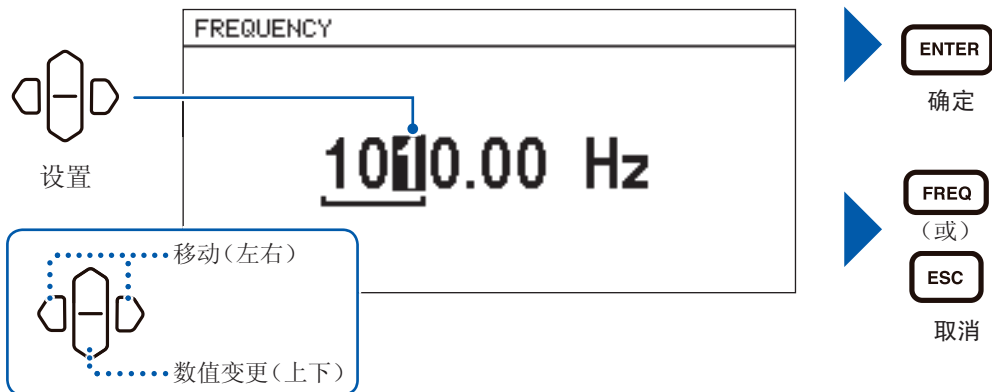 FREQUENCY
设置
1010.00 Hz
移动(左右)
数值变更(上下)
ENTER
确定
FREQ
(或)
ESC
取消